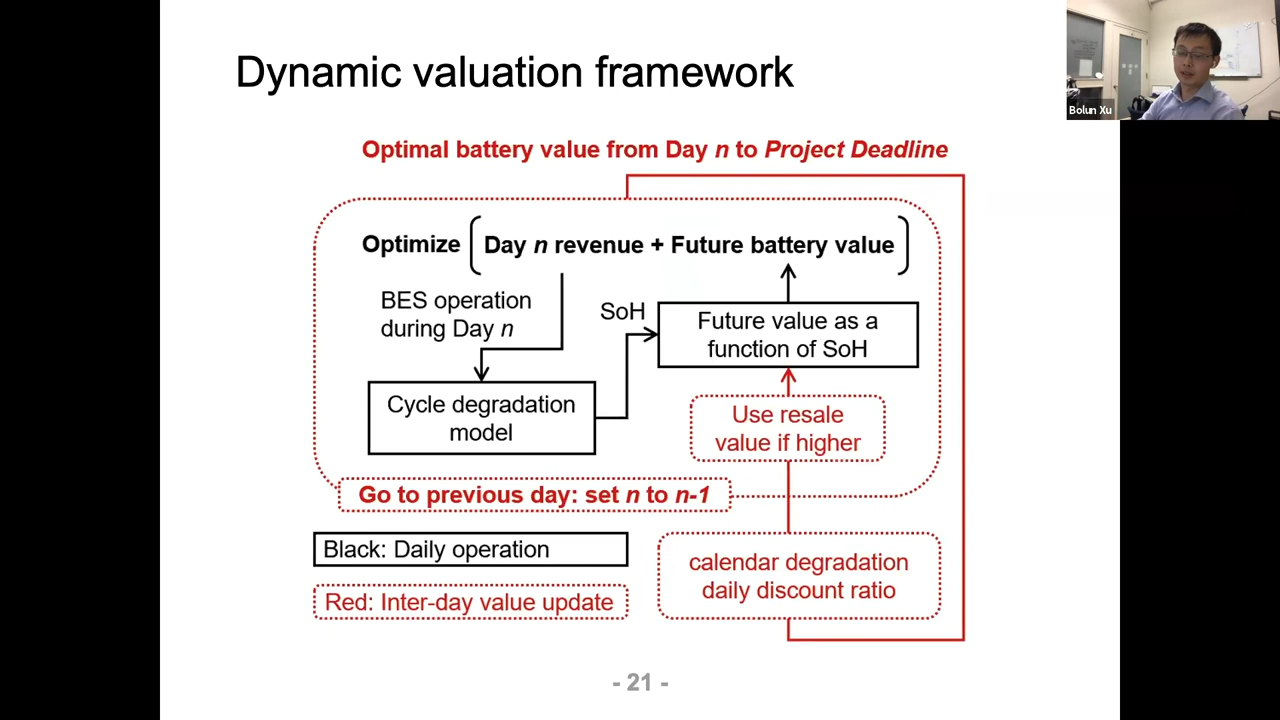 Dynamic valuation framework
Bolun Xu
Optimal battery value from Day n to Project Deadline
Optimize [Day n revenue + Future battery value]
BES operation
during Day n
SoH
Future value as a
function of SoH
Cycle degradation
model
Use resale
value if higher
Go to previous day: set n to n-1
Black: Daily operation
calendar degradation
daily discount ratio
Red: Inter-day value update
- 21 -